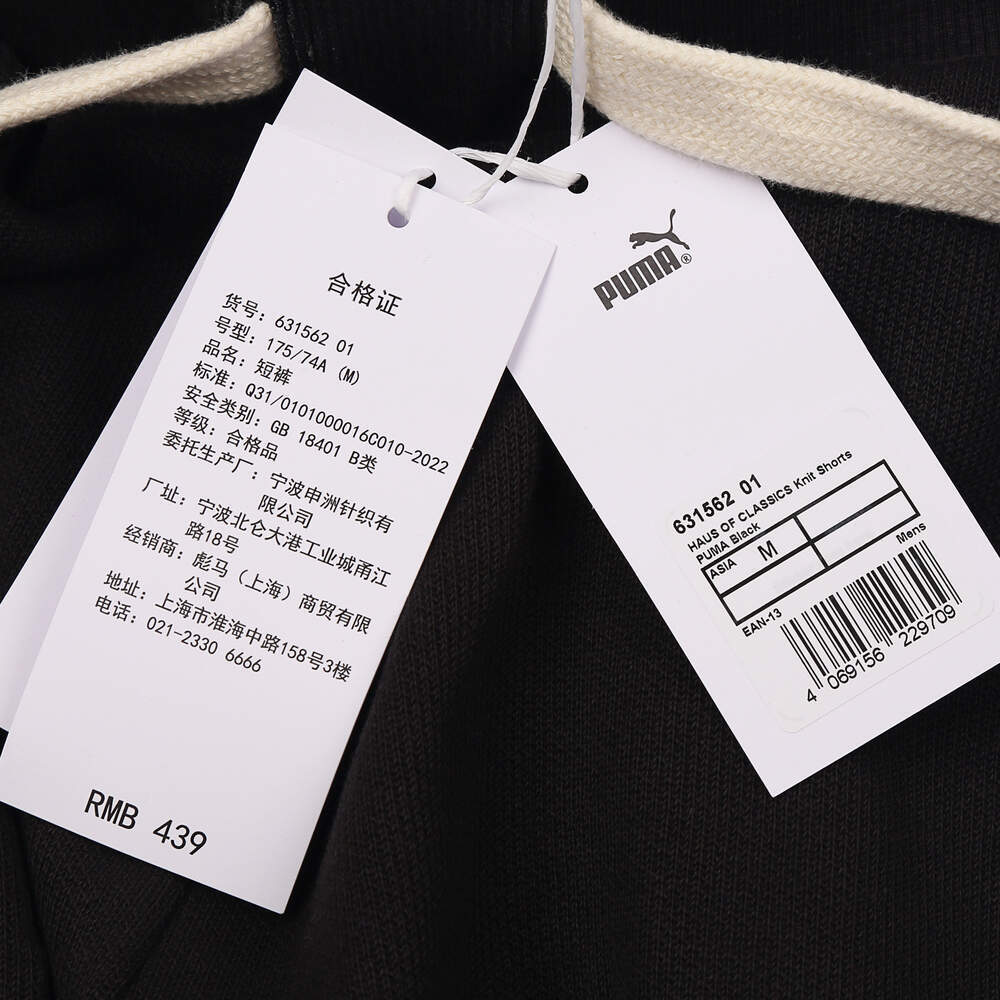 合格证
货号: 631562 01
号型: 175/74A (M)
品名: 短裤
标准: Q31/0101000016C010-2022
安全类别: GB 18401 B类
等级: 合格品
委托生产厂: 宁波申洲针织有
限公司
厂址: 宁波北仑大港工业城甬江
路18号
经销商: 彪马（上海）商贸有限
公司
地址: 上海市淮海中路158号3楼
电话: 021-2330 6666
RMB 439
PUMA®
631562 01
HAUS OF CLASSICS Knit Shorts
PUMA Black
ASIA M
EAN-13 Mens
4 069156 229709